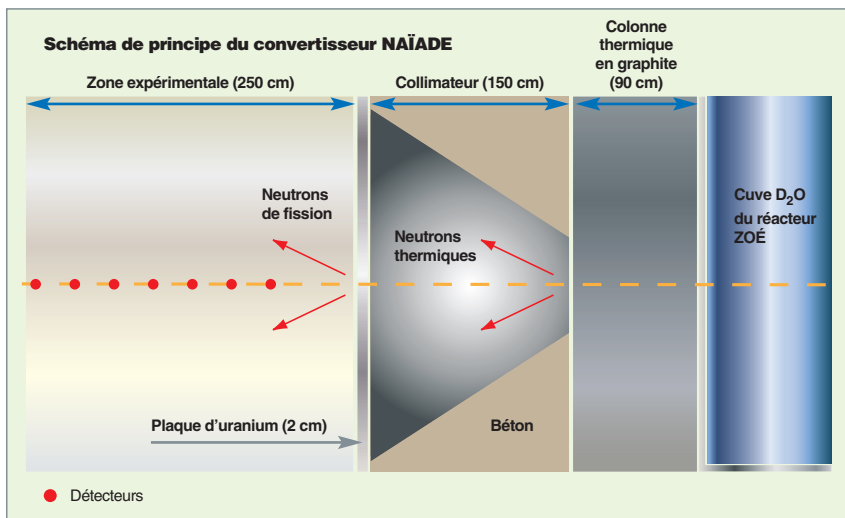 Schéma de principe du convertisseur NAÏADE
Colonne
thermique
en graphite
(90 cm)
Zone expérimentale (250 cm)
Collimateur (150 cm)
Neutrons
de fission
Neutrons
thermiques
Cuve D2O
du réacteur
ZOÉ
Plaque d'uranium (2 cm)
Béton
Détecteurs